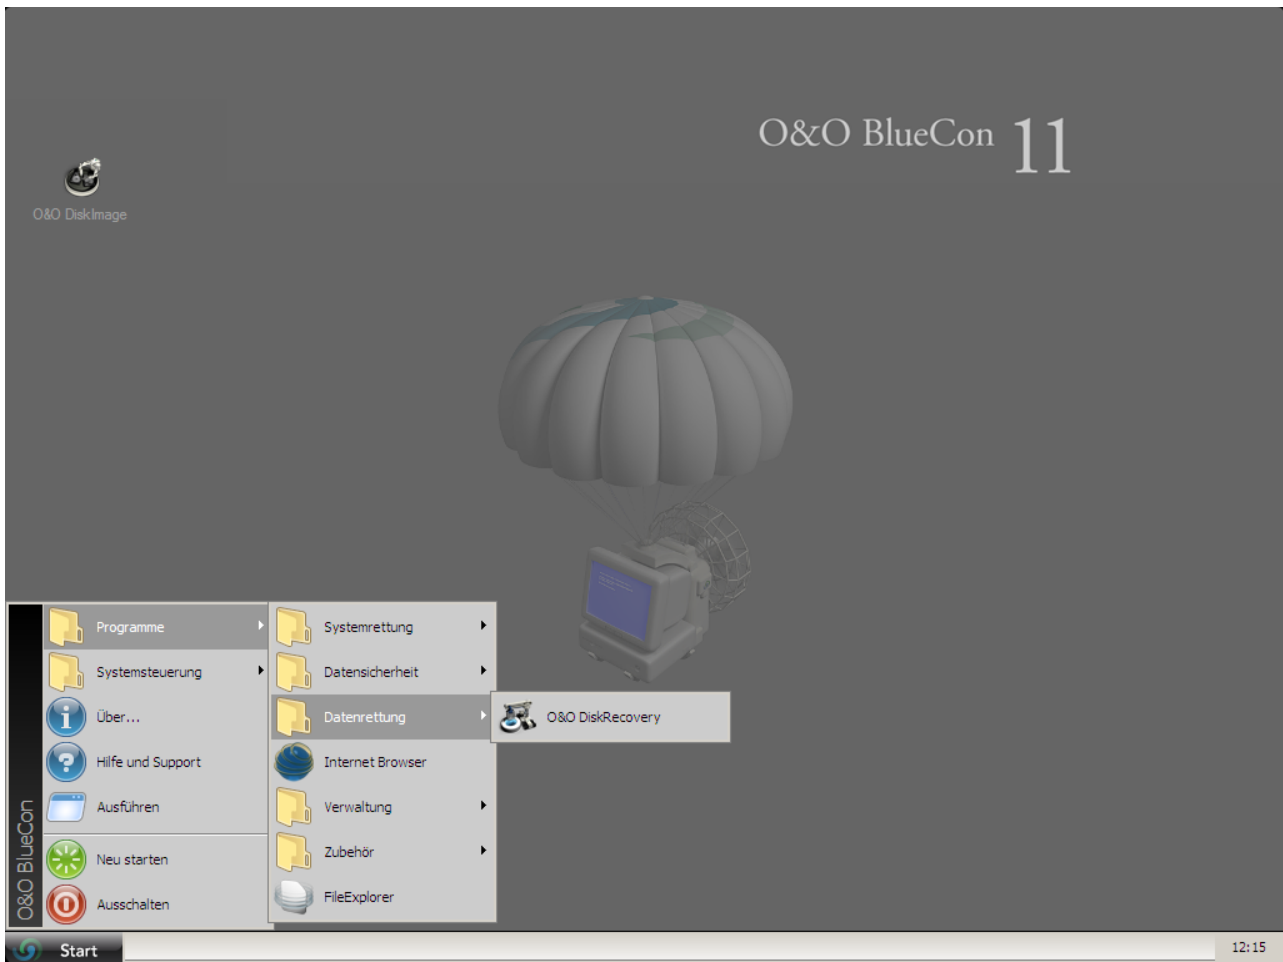 O&O BlueCon 11
O&O DiskImage
Programme
Systemsteuerung
Über...
Hilfe und Support
Ausführen
Neu starten
Ausschalten
O&O BlueCon
Systemrettung
Datensicherheit
Datenrettung
Internet Browser
Verwaltung
Zubehör
FileExplorer
O&O DiskRecovery
Start
12:15